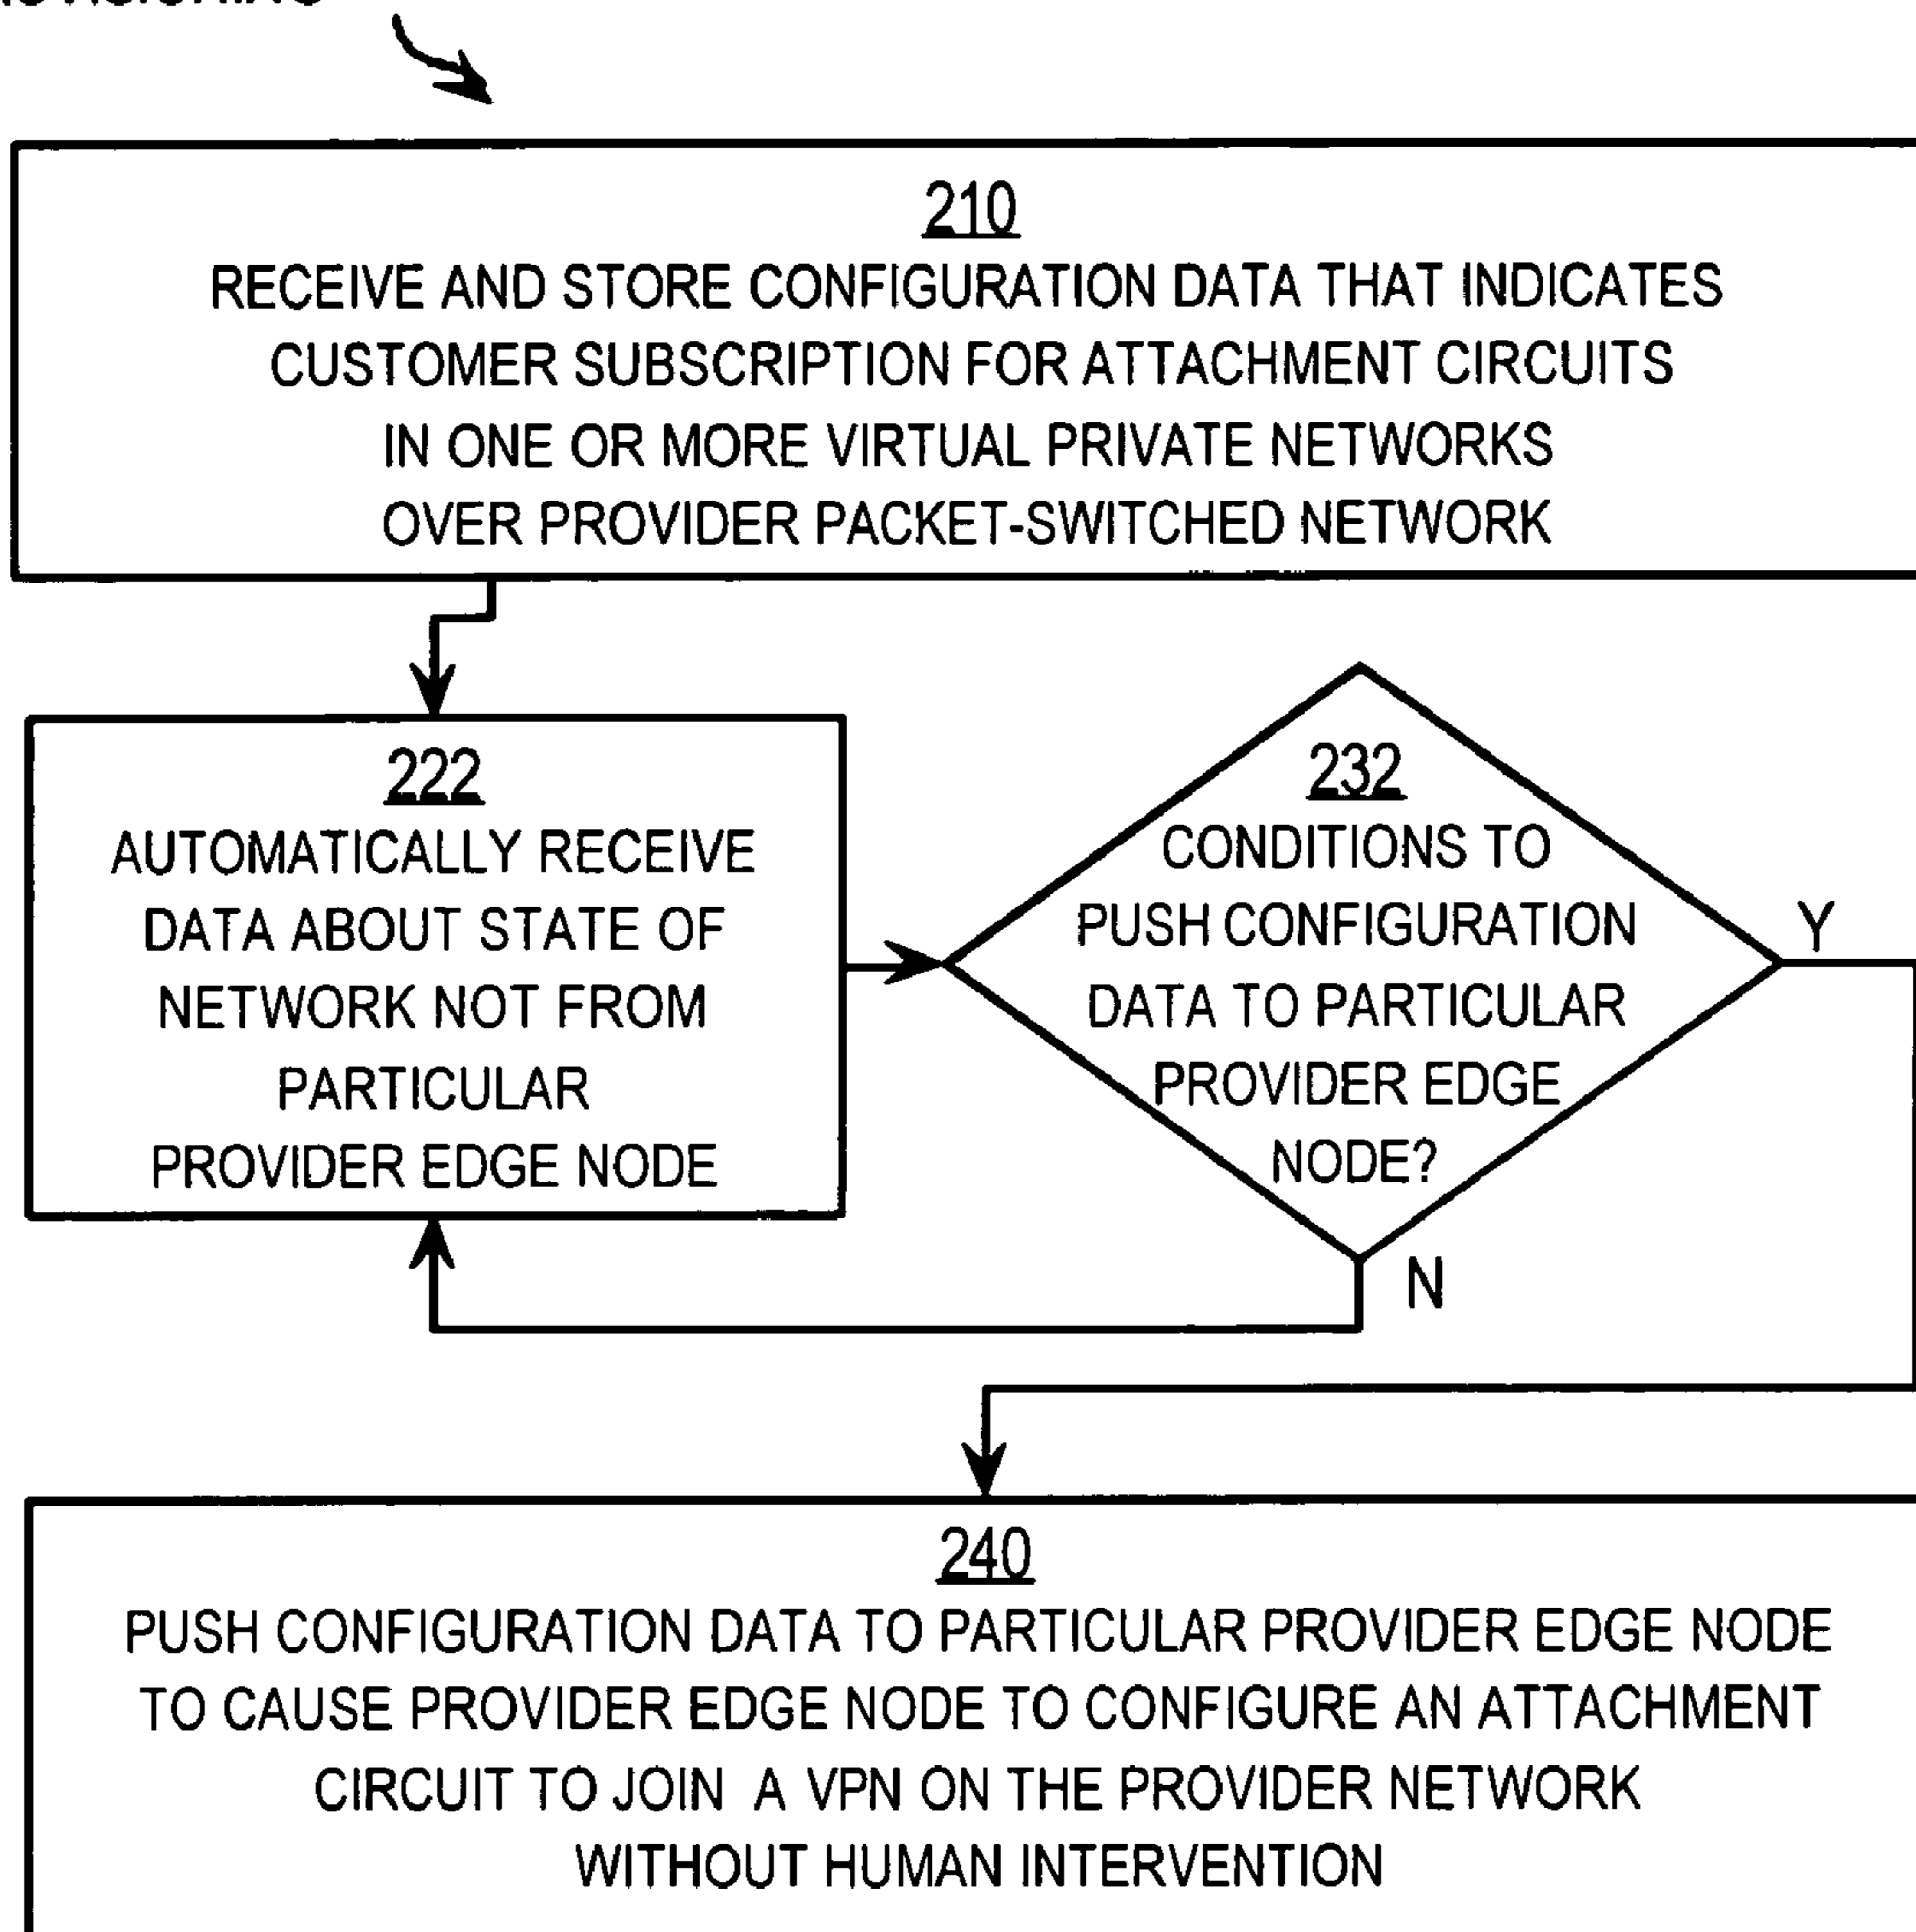 210
RECEIVE AND STORE CONFIGURATION DATA THAT INDICATES
CUSTOMER SUBSCRIPTION FOR ATTACHMENT CIRCUITS
IN ONE OR MORE VIRTUAL PRIVATE NETWORKS
OVER PROVIDER PACKET-SWITCHED NETWORK
222
AUTOMATICALLY RECEIVE
DATA ABOUT STATE OF
NETWORK NOT FROM
PARTICULAR
PROVIDER EDGE NODE
232
CONDITIONS TO
PUSH CONFIGURATION
DATA TO PARTICULAR
PROVIDER EDGE
NODE?
Y
N
240
PUSH CONFIGURATION DATA TO PARTICULAR PROVIDER EDGE NODE
TO CAUSE PROVIDER EDGE NODE TO CONFIGURE AN ATTACHMENT
CIRCUIT TO JOIN A VPN ON THE PROVIDER NETWORK
WITHOUT HUMAN INTERVENTION